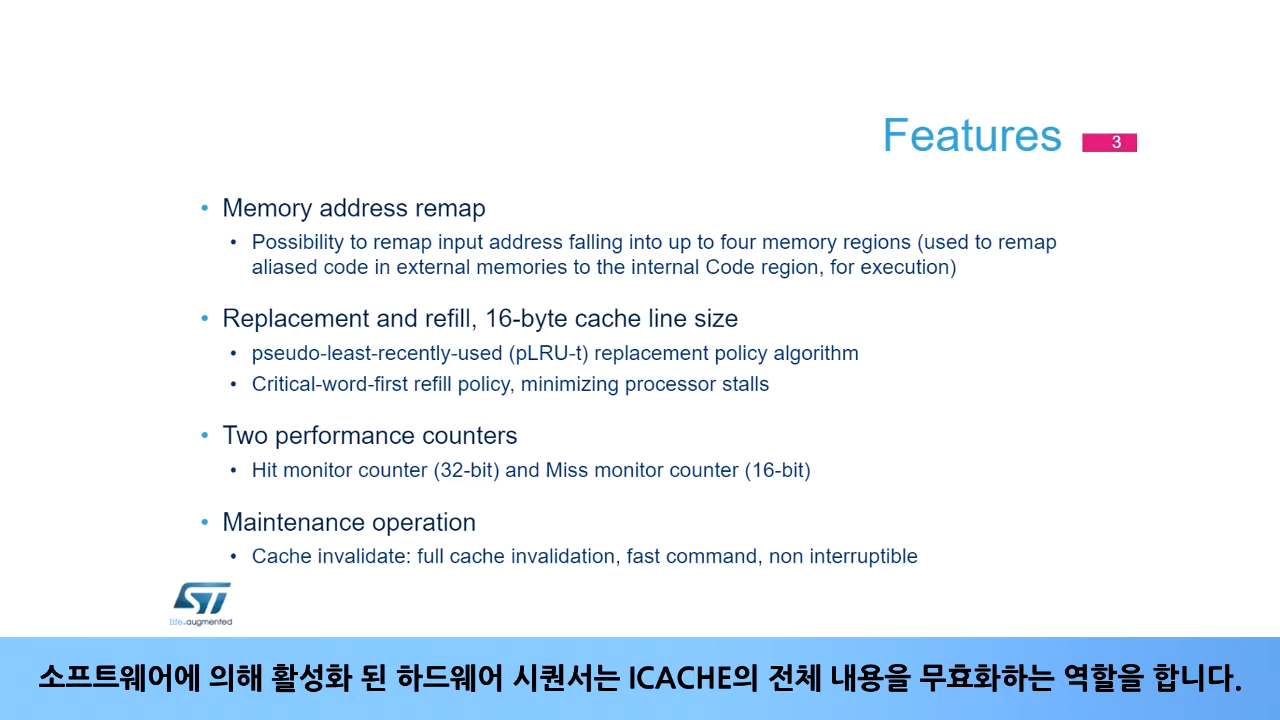 Features
3
• Memory address remap
• Possibility to remap input address falling into up to four memory regions (used to remap
aliased code in external memories to the internal Code region, for execution)
• Replacement and refill, 16-byte cache line size
• pseudo-least-recently-used (pLRU-t) replacement policy algorithm
• Critical-word-first refill policy, minimizing processor stalls
• Two performance counters
• Hit monitor counter (32-bit) and Miss monitor counter (16-bit)
• Maintenance operation
• Cache invalidate: full cache invalidation, fast command, non interruptible
ST
life.augmented
소프트웨어에 의해 활성화 된 하드웨어 시퀀서는 ICACHE의 전체 내용을 무효화하는 역할을 합니다.